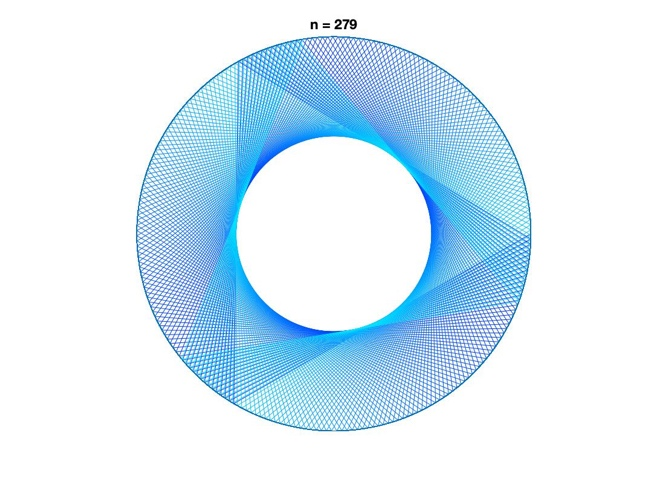 n = 279